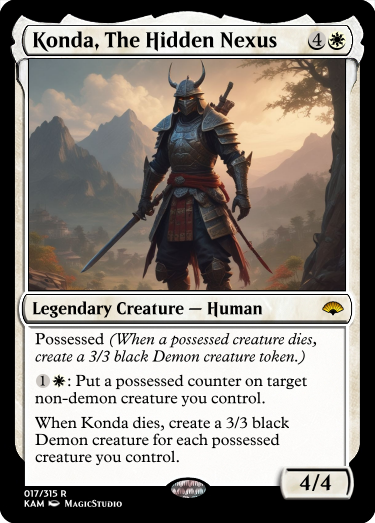 Konda, The Hidden Nexus 4
Legendary Creature — Human
Possessed (When a possessed creature dies,
create a 3/3 black Demon creature token.)
1 : Put a possessed counter on target
non-demon creature you control.
When Konda dies, create a 3/3 black
Demon creature for each possessed
creature you control.
4/4
017/315 R
KAM MagicStudio